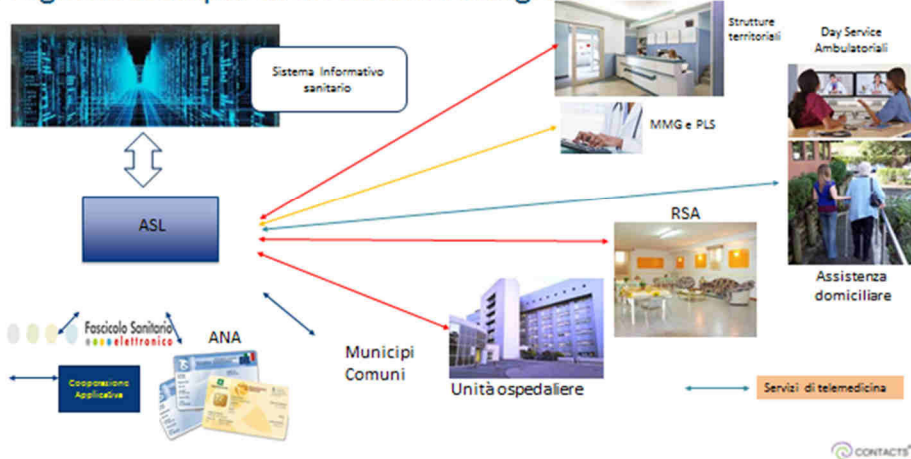 Strutture
territoriali
Day Service
Ambulatoriali
Sistema Informativo
sanitario
MMG e PLS
ASL
RSA
Assistenza
domiciliare
Fascicolo Sanitario
elettronico
ANA
Municipi
Comuni
Cooperazione
Applicativa
Unità ospedaliere
Servizi di telemedicina
CONTACTS